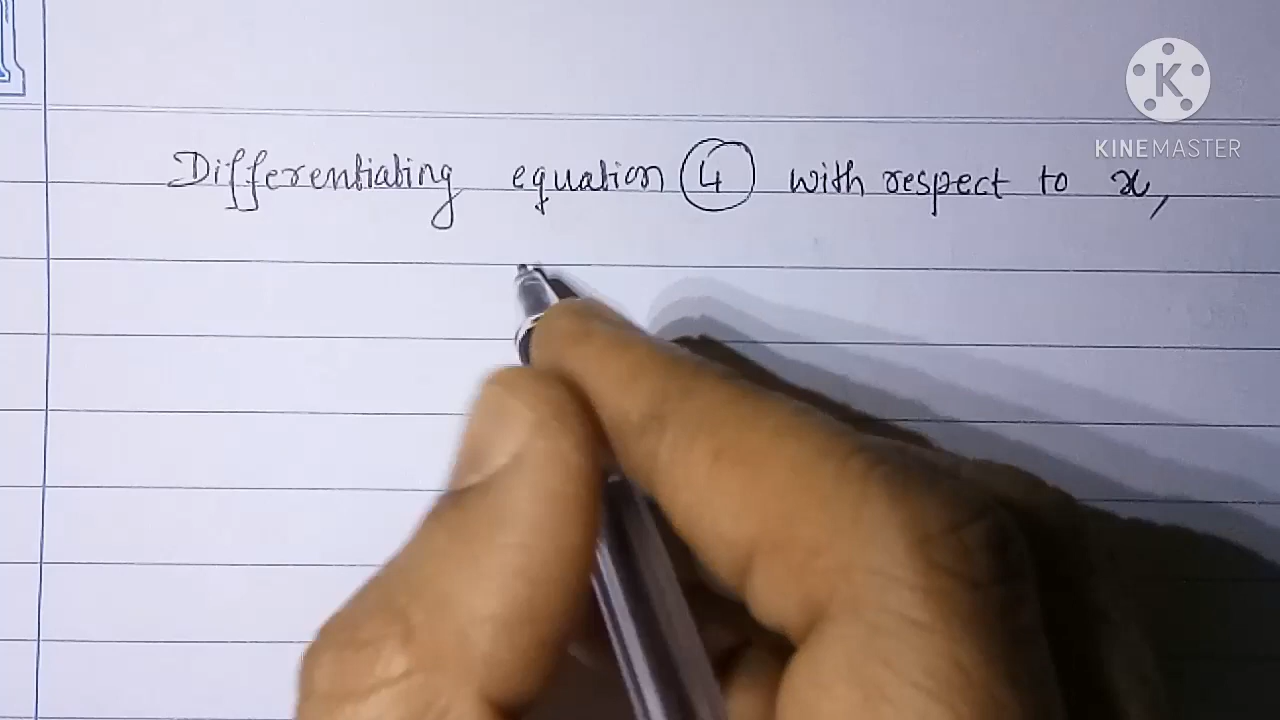 Differentiating equation ④ with respect to x,
K
KINEMASTER